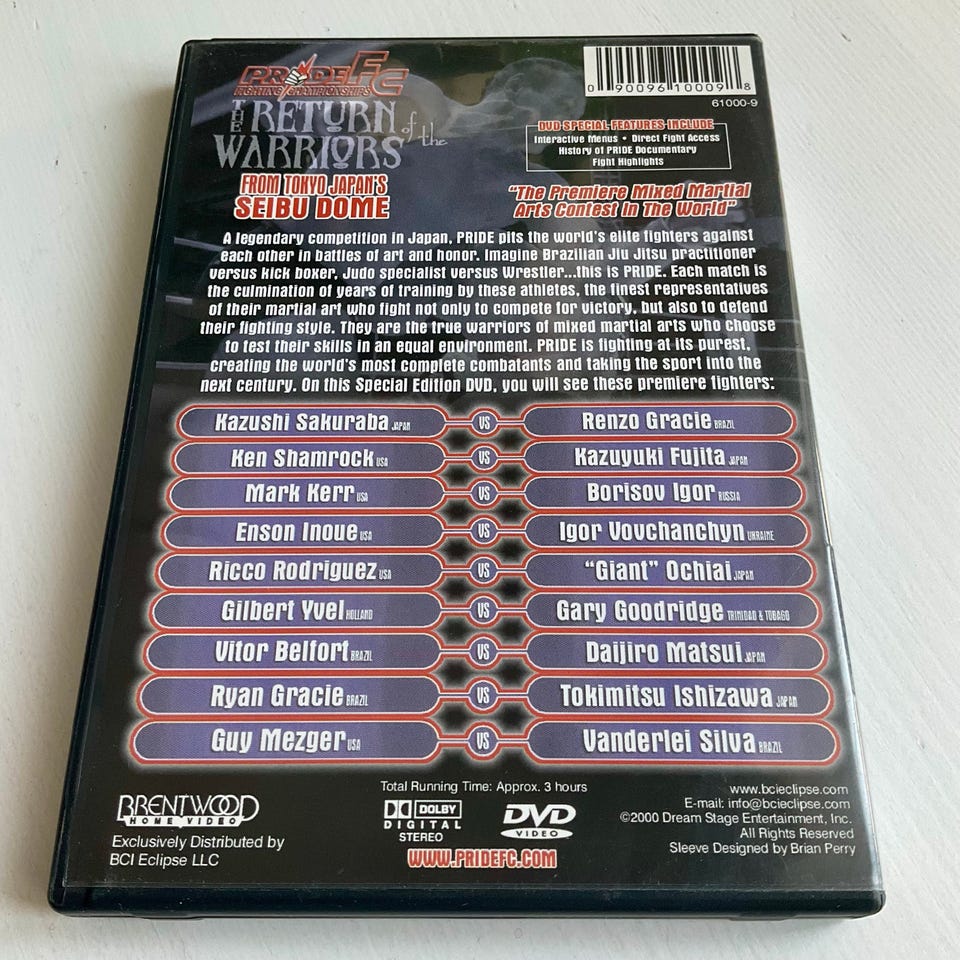 PRIDE FC
FIGHTING CHAMPIONSHIPS
THE RETURN of the
WARRIORS
FROM TOKYO JAPAN'S
SEIBU DOME
0 90096 10009 8
61000-9
DVD SPECIAL FEATURES INCLUDE
Interactive Menus • Direct Fight Access
History of PRIDE Documentary
Fight Highlights
"The Premiere Mixed Martial
Arts Contest In The World"
A legendary competition in Japan, PRIDE pits the world's elite fighters against
each other in battles of art and honor. Imagine Brazilian Jiu Jitsu practitioner
versus kick boxer, Judo specialist versus Wrestler...this is PRIDE. Each match is
the culmination of years of training by these athletes, the finest representatives
of their martial art who fight not only to compete for victory, but also to defend
their fighting style. They are the true warriors of mixed martial arts who choose
to test their skills in an equal environment. PRIDE is fighting at its purest,
creating the world's most complete combatants and taking the sport into the
next century. On this Special Edition DVD, you will see these premiere fighters:
Kazushi Sakuraba JAPAN VS Renzo Gracie BRAZIL
Ken Shamrock USA VS Kazuyuki Fujita JAPAN
Mark Kerr USA VS Borisov Igor RUSSIA
Enson Inoue USA VS Igor Vovchanchyn UKRAINE
Ricco Rodriguez USA VS "Giant" Ochiai JAPAN
Gilbert Yvel HOLLAND VS Gary Goodridge TRINIDAD & TOBAGO
Vitor Belfort BRAZIL VS Daijiro Matsui JAPAN
Ryan Gracie BRAZIL VS Tokimitsu Ishizawa JAPAN
Guy Mezger USA VS Vanderlei Silva BRAZIL
BRENTWOOD
HOME VIDEO
Exclusively Distributed by
BCI Eclipse LLC
Total Running Time: Approx. 3 hours
DOLBY
DIGITAL
STEREO
DVD
VIDEO
WWW.PRIDEFC.COM
www.bcieclipse.com
E-mail: info@bcieclipse.com
©2000 Dream Stage Entertainment, Inc.
All Rights Reserved
Sleeve Designed by Brian Perry